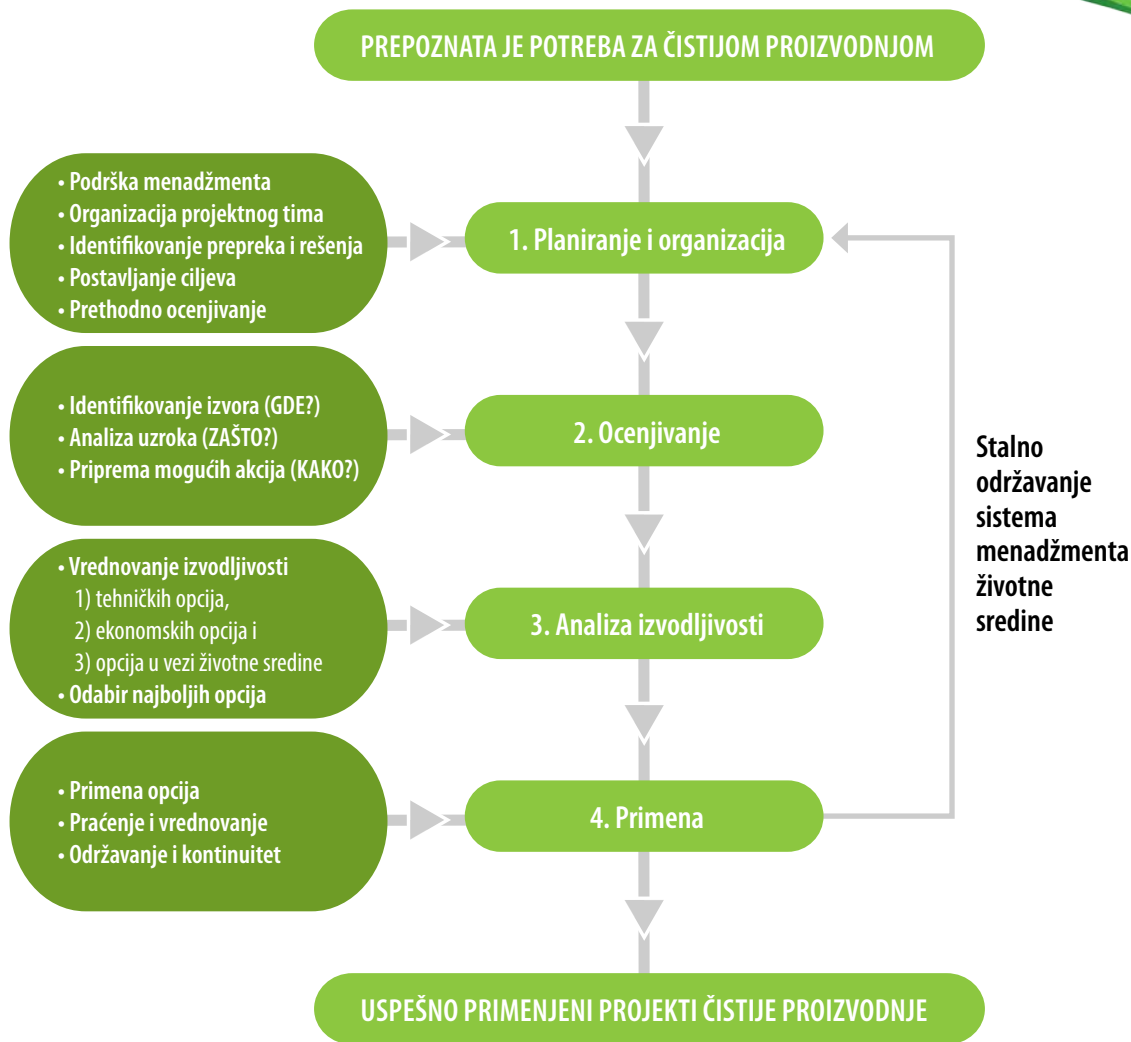 PREPOZNATA JE POTREBA ZA ČISTIJOM PROIZVODNJOM
• Podrška menadžmenta
• Organizacija projektnog tima
• Identifikovanje prepreka i rešenja
• Postavljanje ciljeva
• Prethodno ocenjivanje
1. Planiranje i organizacija
• Identifikovanje izvora (GDE?)
• Analiza uzroka (ZAŠTO?)
• Priprema mogućih akcija (KAKO?)
2. Ocenjivanje
Stalno
održavanje
sistema
menadžmenta
životne
sredine
• Vrednovanje izvodljivosti
1) tehničkih opcija,
2) ekonomskih opcija i
3) opcija u vezi životne sredine
• Odabir najboljih opcija
3. Analiza izvodljivosti
• Primena opcija
• Praćenje i vrednovanje
• Održavanje i kontinuitet
4. Primena
USPEŠNO PRIMENJENI PROJEKTI ČISTIJE PROIZVODNJE